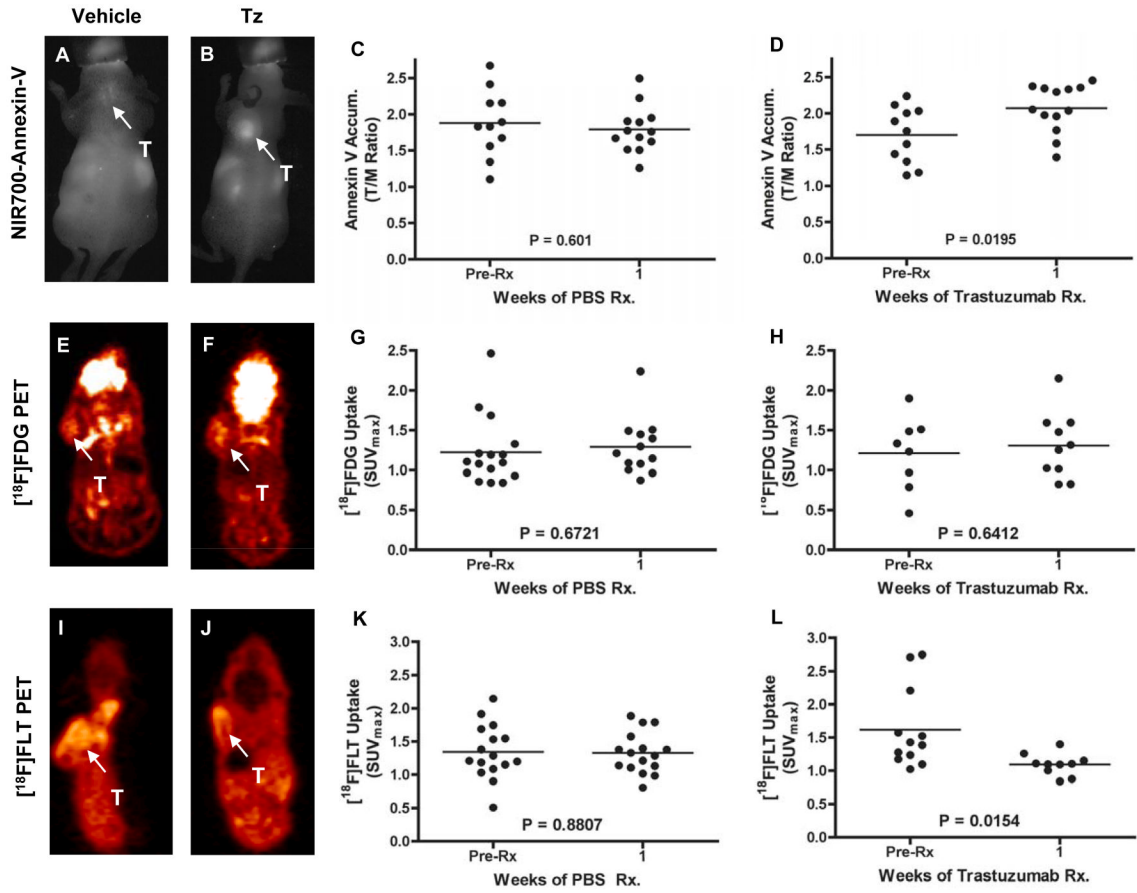 Vehicle
Tz
NIR700-Annexin-V
A
T
B
T
C
Annexin V Accum.
(T/M Ratio)
2.5
2.0
1.5
1.0
0.5
0.0
P = 0.601
Pre-Rx
1
Weeks of PBS Rx.
D
Annexin V Accum.
(T/M Ratio)
2.5
2.0
1.5
1.0
0.5
0.0
P = 0.0195
Pre-Rx
1
Weeks of Trastuzumab Rx.
[¹⁸F]FDG PET
E
T
F
T
G
[¹⁸F]FDG Uptake
(SUVmax)
2.5
2.0
1.5
1.0
0.5
0.0
P = 0.6721
Pre-Rx
1
Weeks of PBS Rx.
H
[¹⁸F]FDG Uptake
(SUVmax)
2.5
2.0
1.5
1.0
0.5
0.0
P = 0.6412
Pre-Rx
1
Weeks of Trastuzumab Rx.
[¹⁸F]FLT PET
I
T
J
T
K
[¹⁸F]FLT Uptake
(SUVmax)
3.0
2.5
2.0
1.5
1.0
0.5
0.0
P = 0.8807
Pre-Rx
1
Weeks of PBS Rx.
L
[¹⁸F]FLT Uptake
(SUVmax)
3.0
2.5
2.0
1.5
1.0
0.5
0.0
P = 0.0154
Pre-Rx
1
Weeks of Trastuzumab Rx.